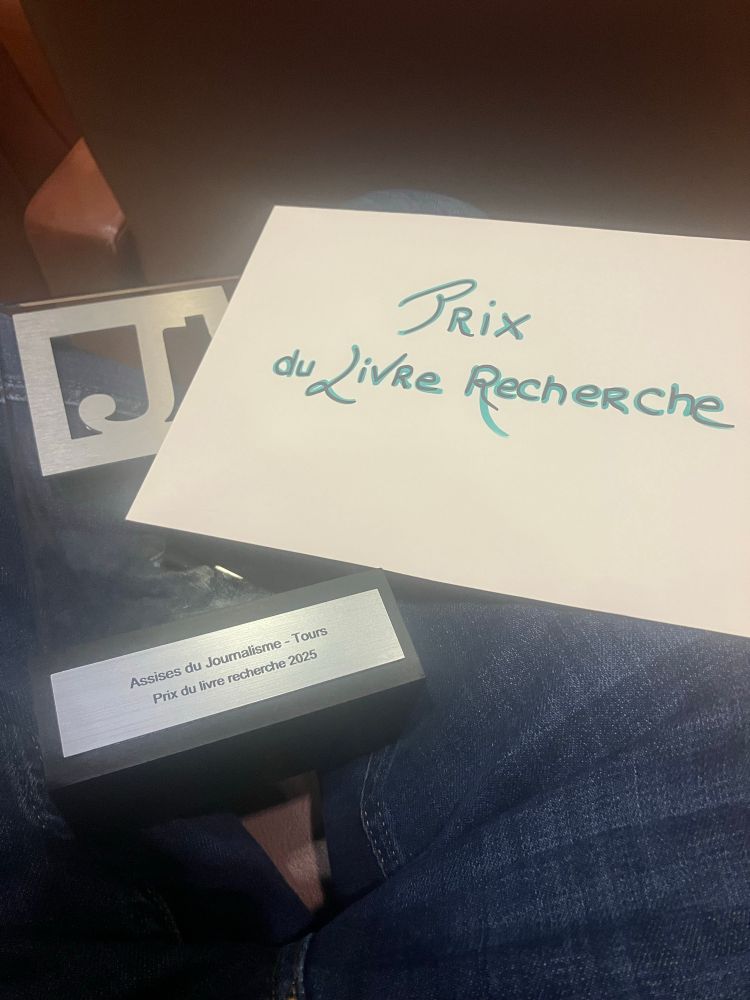 Prix
du Livre Recherche
J
Assises du Journalisme - Tours
Prix du livre recherche 2025